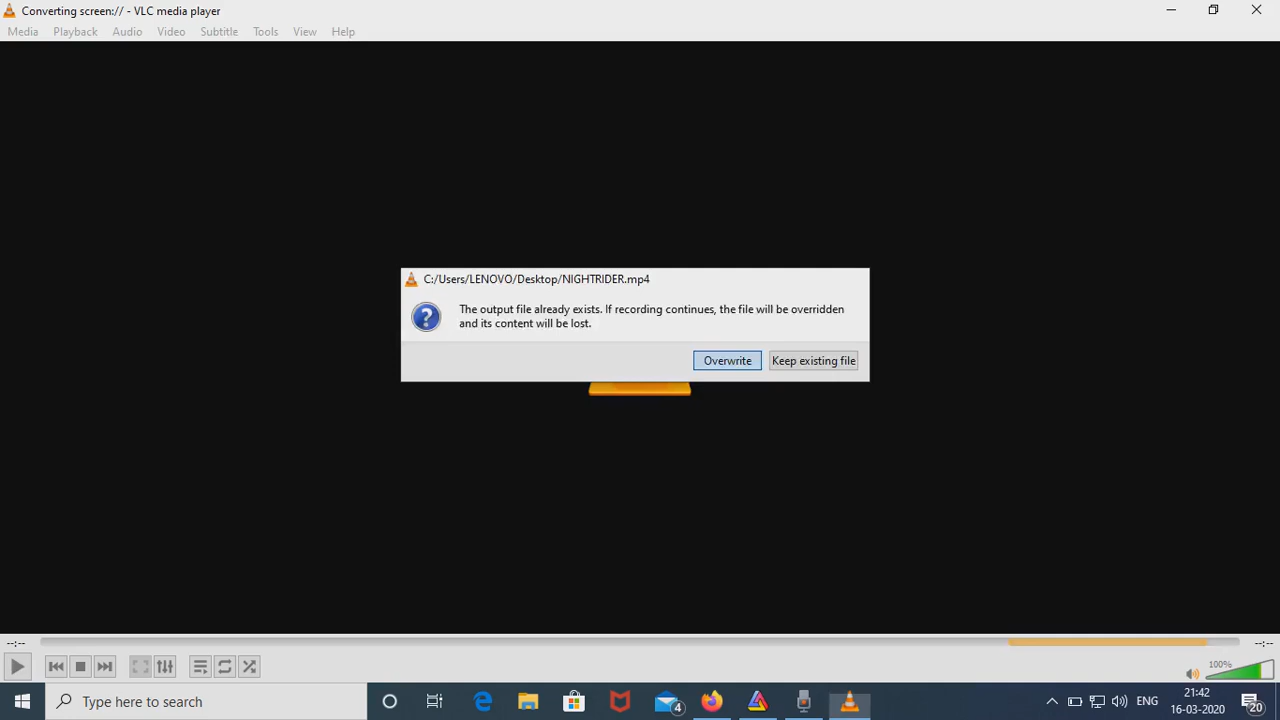 Converting screen:// - VLC media player
Media Playback Audio Video Subtitle Tools View Help
C:/Users/LENOVO/Desktop/NIGHTRIDER.mp4
The output file already exists. If recording continues, the file will be overridden
and its content will be lost.
Overwrite Keep existing file
--:-- --:--
100%
Type here to search
4
ENG
21:42
16-03-2020
20